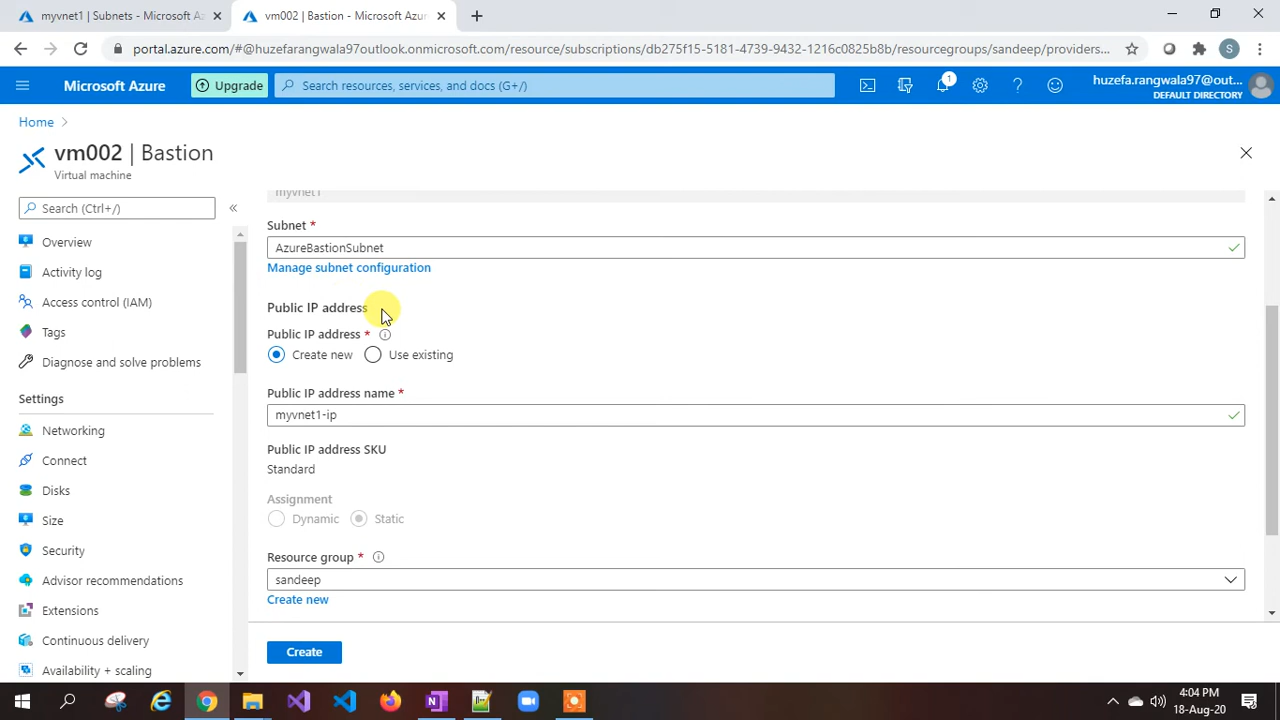 myvnet1 | Subnets - Microsoft Az
vm002 | Bastion - Microsoft Azur
portal.azure.com/#@huzefarangwala97outlook.onmicrosoft.com/resource/subscriptions/db275f15-5181-4739-9432-1216c0825b8b/resourcegroups/sandeep/providers...
S
Microsoft Azure
Upgrade
Search resources, services, and docs (G+/)
1
huzefa.rangwala97@out...
DEFAULT DIRECTORY
Home
vm002 | Bastion
Virtual machine
Search (Ctrl+/)
Overview
Activity log
Access control (IAM)
Tags
Diagnose and solve problems
Settings
Networking
Connect
Disks
Size
Security
Advisor recommendations
Extensions
Continuous delivery
Availability + scaling
myvnet1
Subnet *
AzureBastionSubnet
Manage subnet configuration
Public IP address
Public IP address *
Create new
Use existing
Public IP address name *
myvnet1-ip
Public IP address SKU
Standard
Assignment
Dynamic
Static
Resource group *
sandeep
Create new
Create
4:04 PM
18-Aug-20